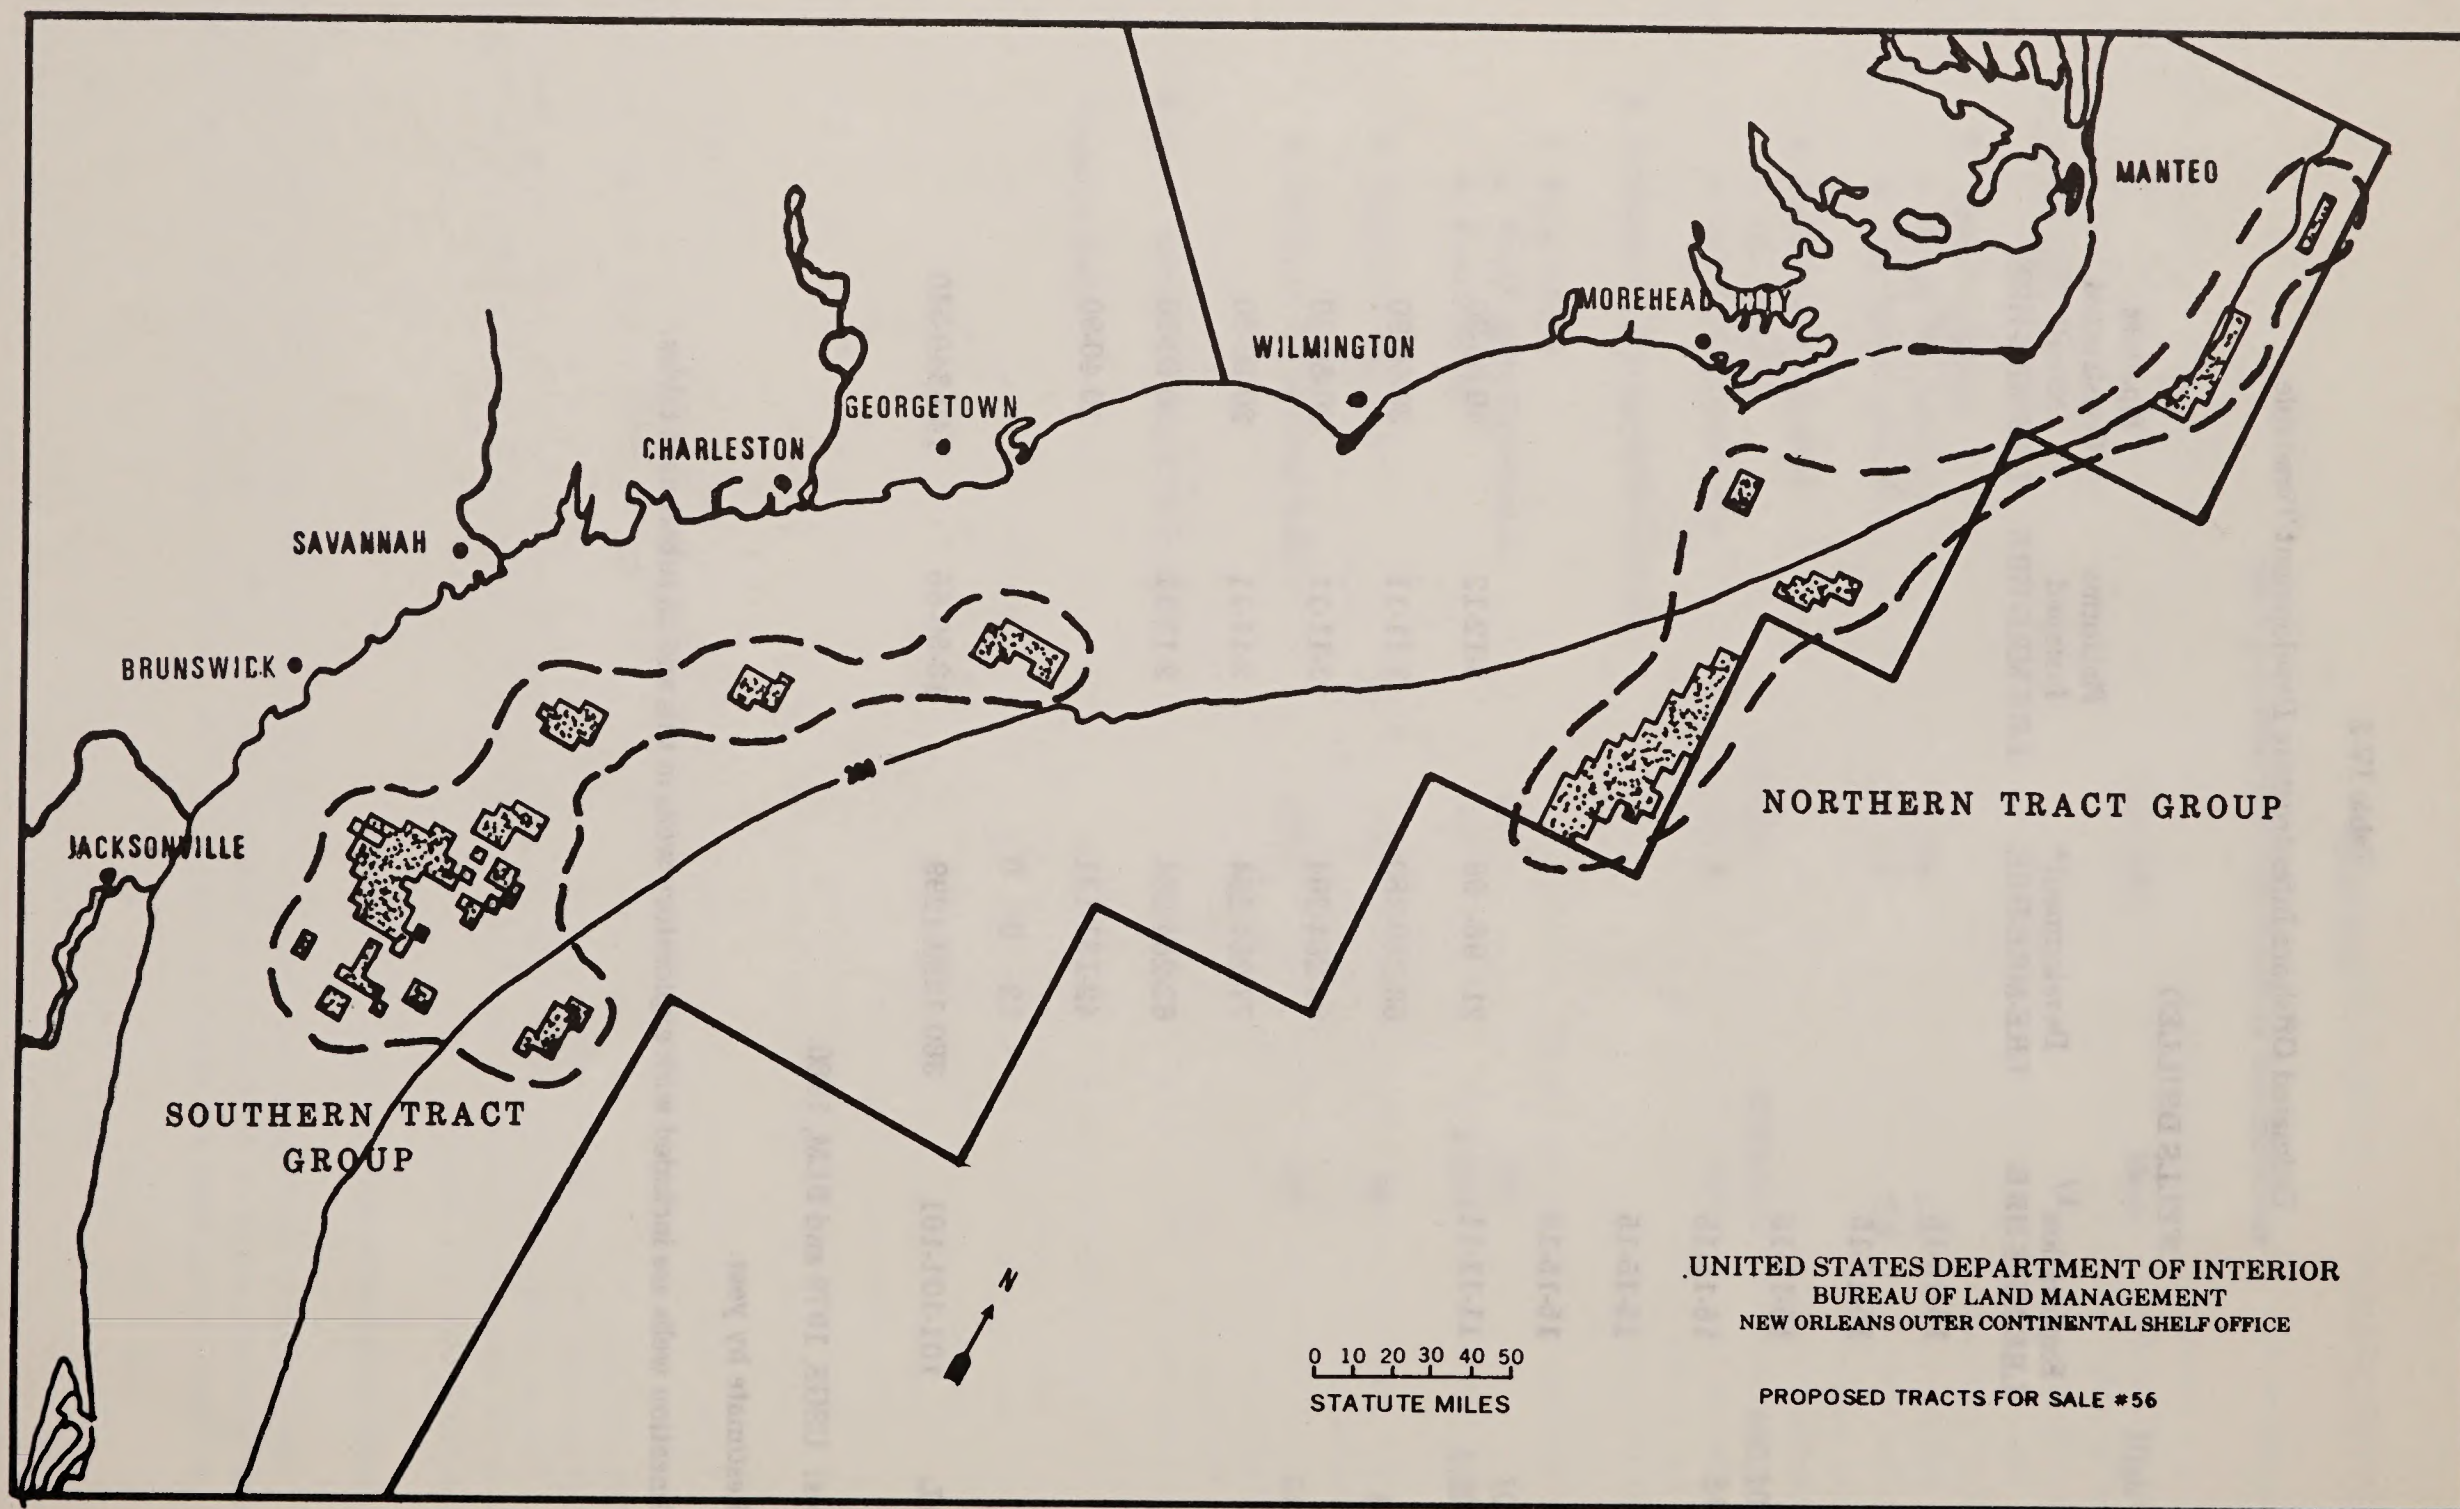 MANTEO
MOREHEAD CITY
WILMINGTON
GEORGETOWN
CHARLESTON
SAVANNAH
BRUNSWICK
200
NORTHERN TRACT GROUP
JACKSONVILLE
SOUTHERN TRACT
GROUP
N
.UNITED STATES DEPARTMENT OF INTERIOR
BUREAU OF LAND MANAGEMENT
NEW ORLEANS OUTER CONTINENTAL SHELF OFFICE
0 10 20 30 40 50
STATUTE MILES
PROPOSED TRACTS FOR SALE #56